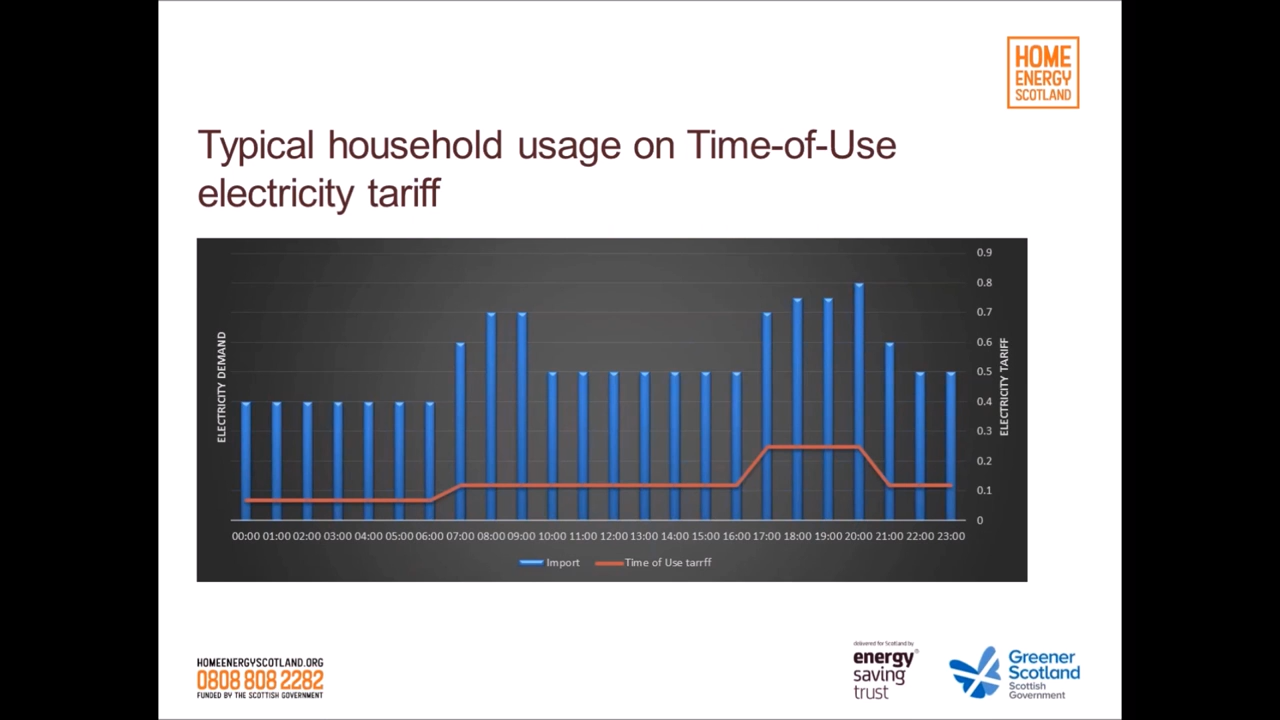 HOME
ENERGY
SCOTLAND
Typical household usage on Time-of-Use
electricity tariff
ELECTRICITY DEMAND
0.9
0.8
0.7
0.6
0.5
0.4
0.3
0.2
0.1
0
ELECTRICITY TARIFF
00:00 01:00 02:00 03:00 04:00 05:00 06:00 07:00 08:00 09:00 10:00 11:00 12:00 13:00 14:00 15:00 16:00 17:00 18:00 19:00 20:00 21:00 22:00 23:00
Import Time of Use tarrff
HOMEENERGYSCOTLAND.ORG
0808 808 2282
FUNDED BY THE SCOTTISH GOVERNMENT
delivered for Scotland by
energy
saving
trust
Greener
Scotland
Scottish
Government